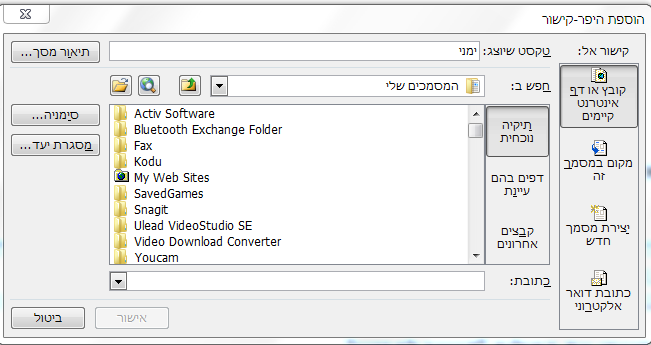 הוספת היפר-קישור
קישור אל:
טקסט שיוצג:
ימני
תיאור מסך...
קובץ או דף
אינטרנט
קיימים
מקום במסמך
זה
יצירת מסמך
חדש
כתובת דואר
אלקטרוני
חפש ב:
המסמכים שלי
תיקיה
נוכחית
דפים בהם
עיינת
קבצים
אחרונים
Activ Software
Bluetooth Exchange Folder
Fax
Kodu
My Web Sites
SavedGames
Snagit
Ulead VideoStudio SE
Video Download Converter
Youcam
סימניה...
מסגרת יעד...
כתובת:
אישור
ביטול